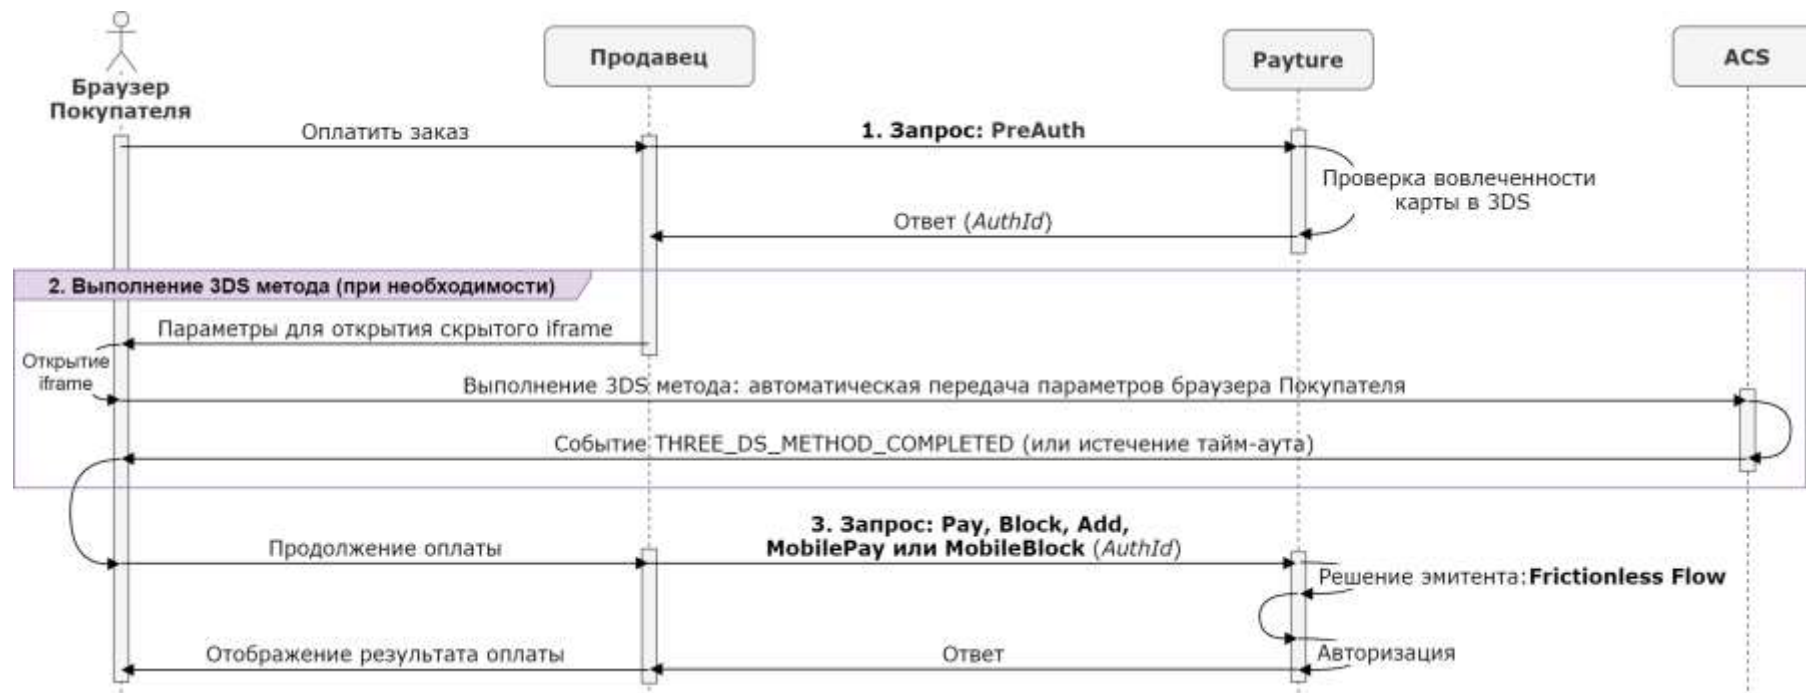 Браузер
Покупателя
Продавец
Payture
ACS
Оплатить заказ
1. Запрос: PreAuth
Проверка вовлеченности
карты в 3DS
Ответ (AuthId)
2. Выполнение 3DS метода (при необходимости)
Параметры для открытия скрытого iframe
Открытие
iframe
Выполнение 3DS метода: автоматическая передача параметров браузера Покупателя
Событие THREE_DS_METHOD_COMPLETED (или истечение тайм-аута)
3. Запрос: Pay, Block, Add,
MobilePay или MobileBlock (AuthId)
Продолжение оплаты
Решение эмитента:Frictionless Flow
Отображение результата оплаты
Ответ
Авторизация